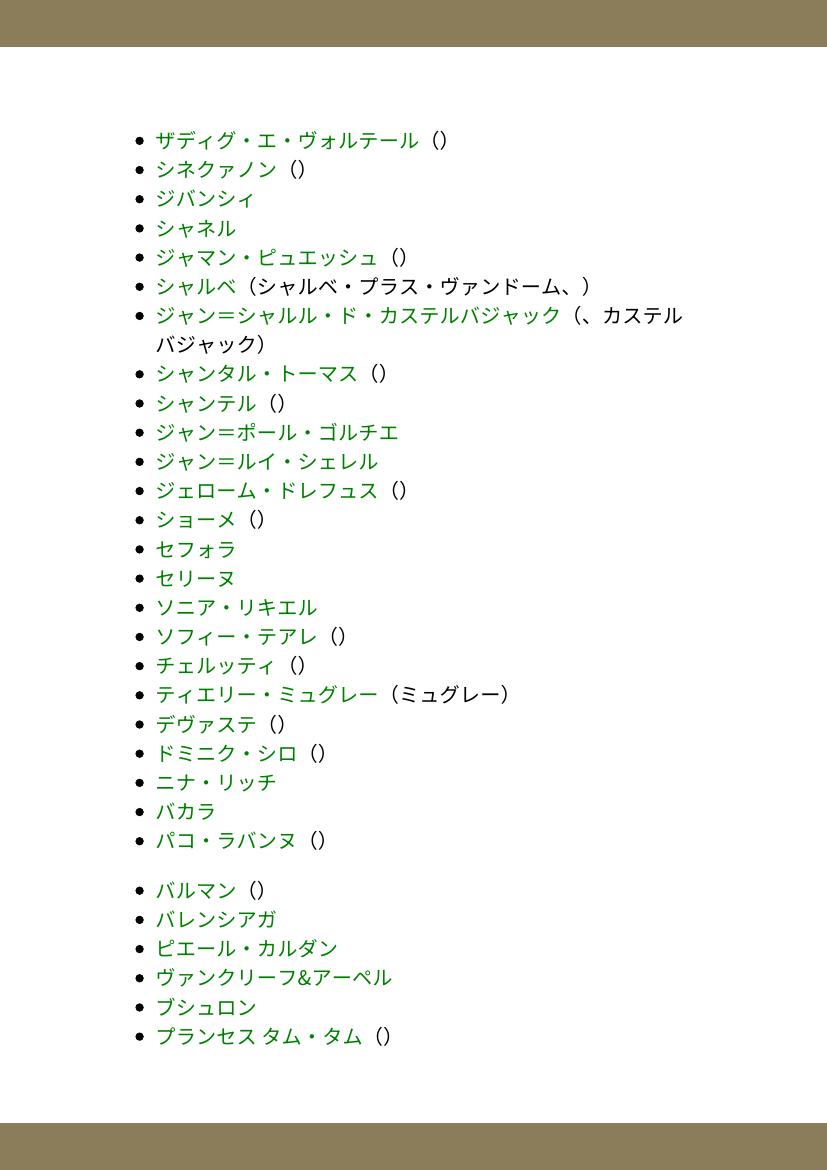 • ザディグ・エ・ヴォルテール（）
• シネクァノン（）
• ジバンシィ
• シャネル
• ジャマン・ピュエッシュ（）
• シャルベ（シャルベ・プラス・ヴァンドーム、）
• ジャン＝シャルル・ド・カステルバジャック（、カステル
バジャック）
• シャンタル・トーマス（）
• シャンテル（）
• ジャン＝ポール・ゴルチエ
• ジャン＝ルイ・シェレル
• ジェローム・ドレフュス（）
• ショーメ（）
• セフォラ
• セリーヌ
• ソニア・リキエル
• ソフィー・テアレ（）
• チェルッティ（）
• ティエリー・ミュグレー（ミュグレー）
• デヴァステ（）
• ドミニク・シロ（）
• ニナ・リッチ
• バカラ
• パコ・ラバンヌ（）
• バルマン（）
• バレンシアガ
• ピエール・カルダン
• ヴァンクリーフ&アーペル
• ブシュロン
• プランセス タム・タム（）